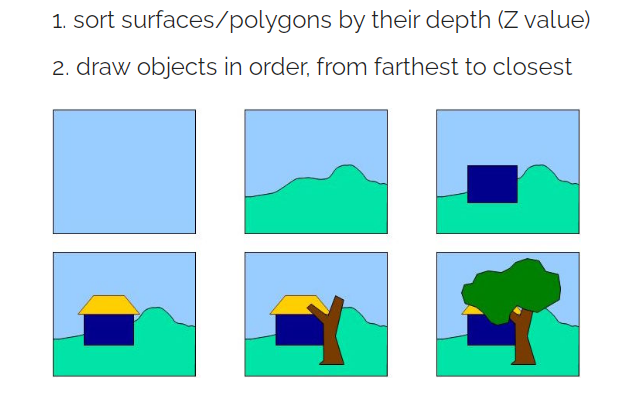 1. sort surfaces/polygons by their depth (Z value)
2. draw objects in order, from farthest to closest